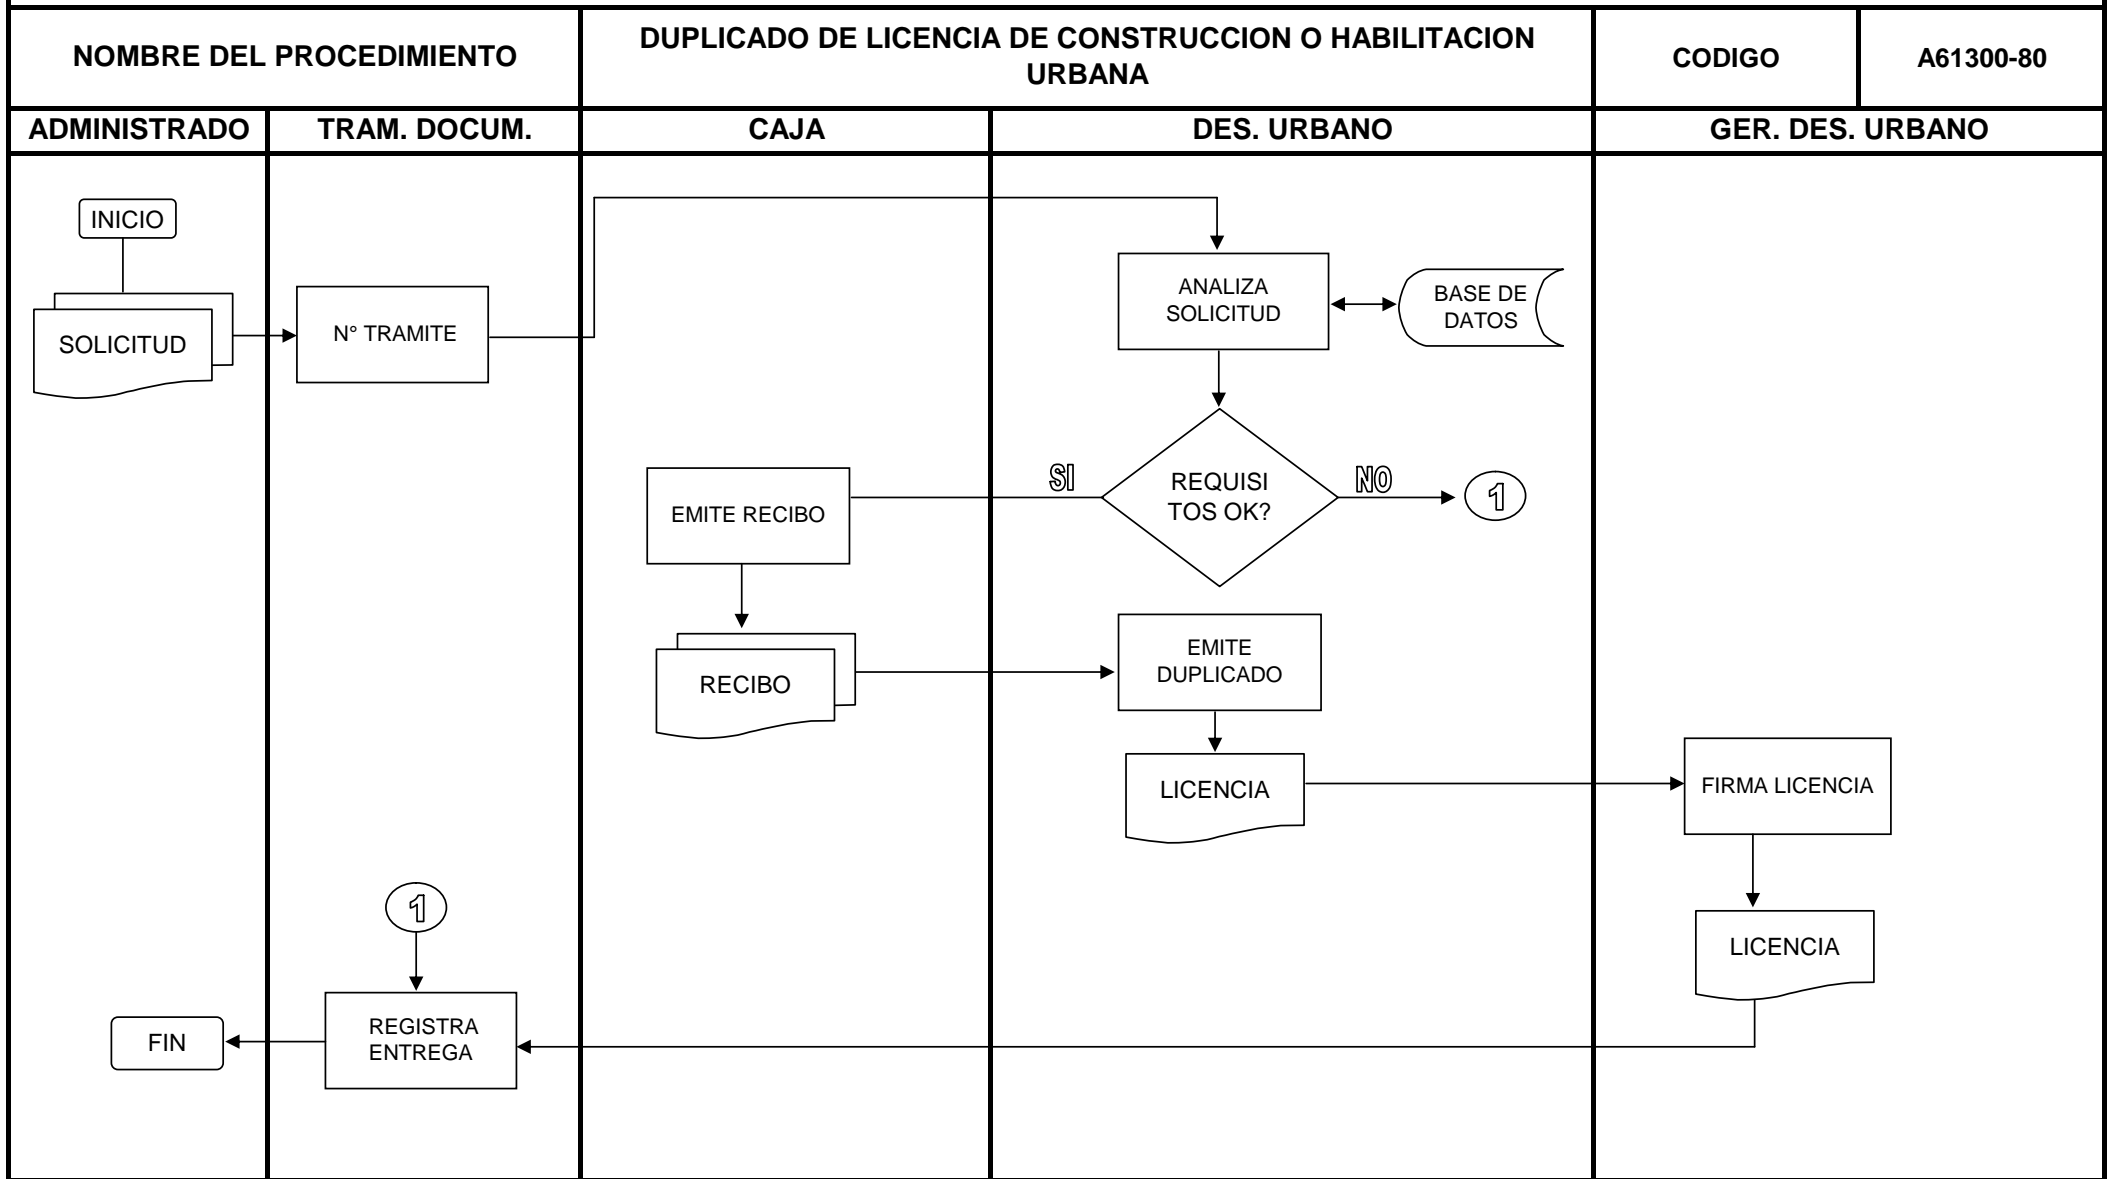 NOMBRE DEL PROCEDIMIENTO
DUPLICADO DE LICENCIA DE CONSTRUCCION O HABILITACION
URBANA
CODIGO
A61300-80
ADMINISTRADO
TRAM. DOCUM.
CAJA
DES. URBANO
GER. DES. URBANO
INICIO
SOLICITUD
N° TRAMITE
ANALIZA
SOLICITUD
BASE DE
DATOS
REQUISI
TOS OK?
SI
NO
1
EMITE RECIBO
RECIBO
EMITE
DUPLICADO
LICENCIA
FIRMA LICENCIA
LICENCIA
1
REGISTRA
ENTREGA
FIN